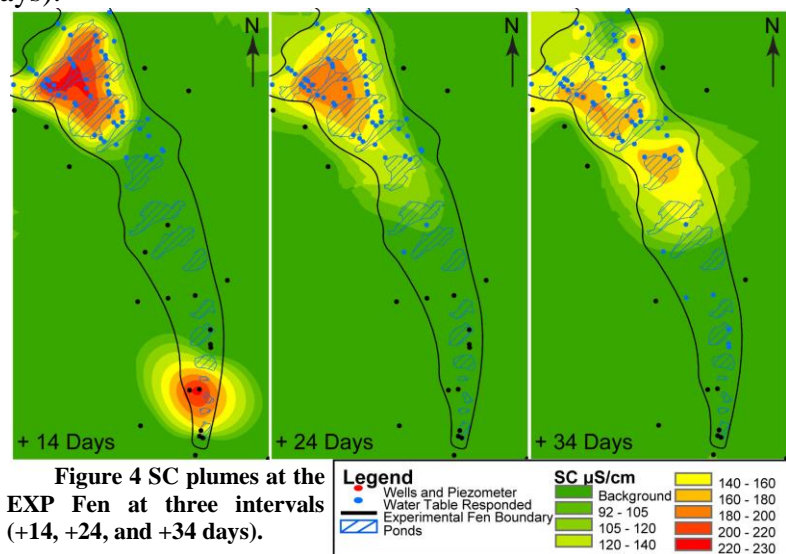 ays).
N
N
N
+ 14 Days
+ 24 Days
+ 34 Days
Figure 4 SC plumes at the
EXP Fen at three intervals
(+14, +24, and +34 days).
Legend
Wells and Piezometer
Water Table Responded
Experimental Fen Boundary
Ponds
SC µS/cm
Background
92 - 105
105 - 120
120 - 140
140 - 160
160 - 180
180 - 200
200 - 220
220 - 230